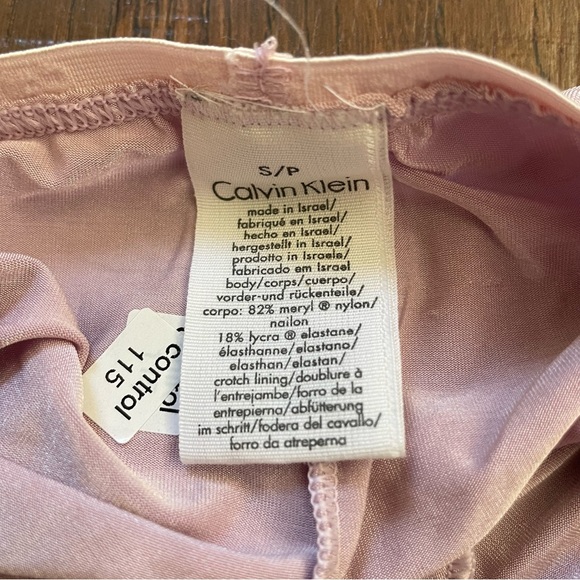 S/P
Calvin Klein
made in Israel/
fabriqué en Israel/
hecho en Israel/
hergestellt in Israel/
prodotto in Israele/
fabricado em Israel
body/corps/cuerpo/
vorder-und rückenteile/
corpo: 82% meryl ® nylon/
nailon
18% lycra ® elastane/
élasthanne/elastano/
elasthan/elastan/
crotch lining/doublure à
l'entrejambe/forro de la
entrepierna/abfütterung
im schritt/fodera del cavallo/
forro da atreperna
control
115